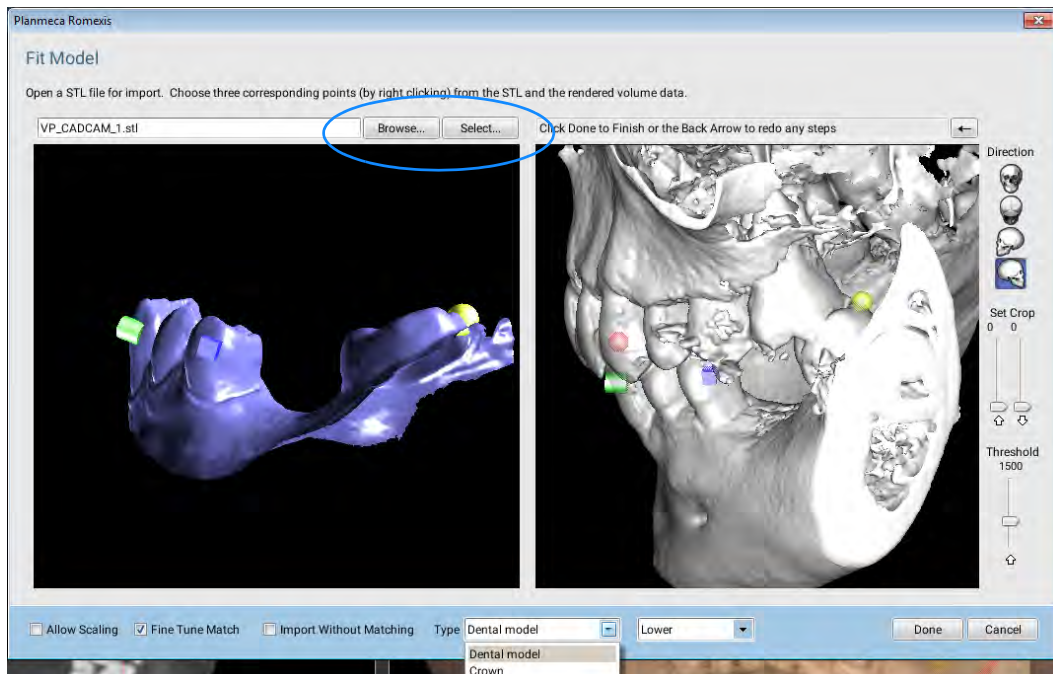 Planmeca Romexis
Fit Model
Open a STL file for import. Choose three corresponding points (by right clicking) from the STL and the rendered volume data.
VP_CADCAM_1.stl Browse... Select... Click Done to Finish or the Back Arrow to redo any steps
Direction
Set Crop
0 0
Threshold
1500
Allow Scaling Fine Tune Match Import Without Matching Type Dental model Lower Done Cancel
Dental model
Crown